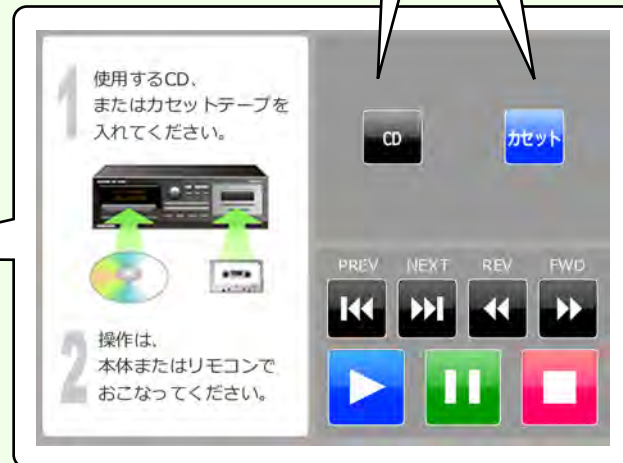 1
使用するCD、
またはカセットテープを
入れてください。
2
操作は、
本体またはリモコンで
おこなってください。
CD
カセット
PREV NEXT REV FWD